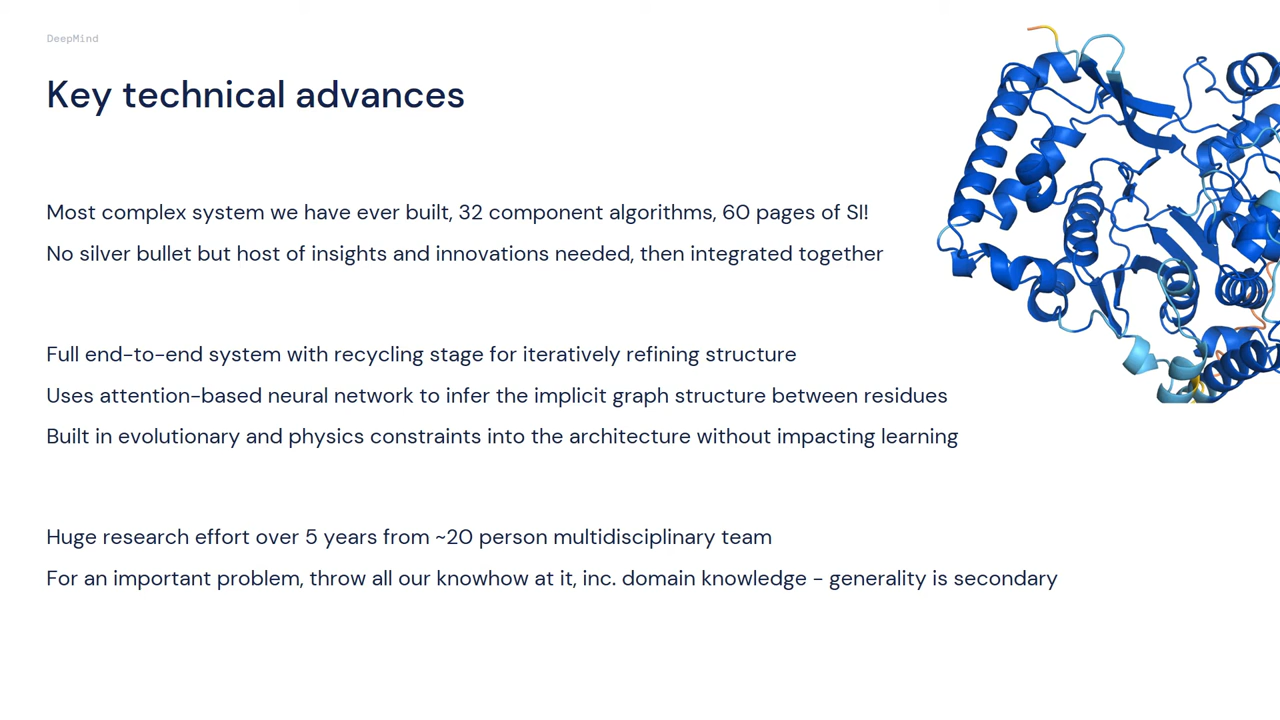 DeepMind
Key technical advances
Most complex system we have ever built, 32 component algorithms, 60 pages of SI!
No silver bullet but host of insights and innovations needed, then integrated together
Full end-to-end system with recycling stage for iteratively refining structure
Uses attention-based neural network to infer the implicit graph structure between residues
Built in evolutionary and physics constraints into the architecture without impacting learning
Huge research effort over 5 years from ~20 person multidisciplinary team
For an important problem, throw all our knowhow at it, inc. domain knowledge - generality is secondary